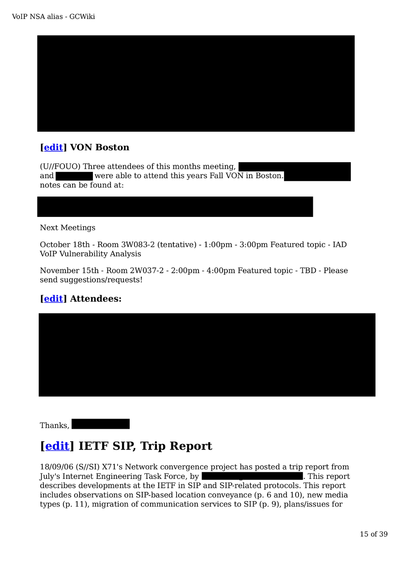 VoIP NSA alias - GCWiki
[edit] VON Boston
(U//FOUO) Three attendees of this months meeting,
and were able to attend this years Fall VON in Boston.
notes can be found at:
Next Meetings
October 18th - Room 3W083-2 (tentative) - 1:00pm - 3:00pm Featured topic - IAD
VoIP Vulnerability Analysis
November 15th - Room 2W037-2 - 2:00pm - 4:00pm Featured topic - TBD - Please
send suggestions/requests!
[edit] Attendees:
Thanks,
[edit] IETF SIP, Trip Report
18/09/06 (S//SI) X71's Network convergence project has posted a trip report from
July's Internet Engineering Task Force, by . This report
describes developments at the IETF in SIP and SIP-related protocols. This report
includes observations on SIP-based location conveyance (p. 6 and 10), new media
types (p. 11), migration of communication services to SIP (p. 9), plans/issues for
15 of 39